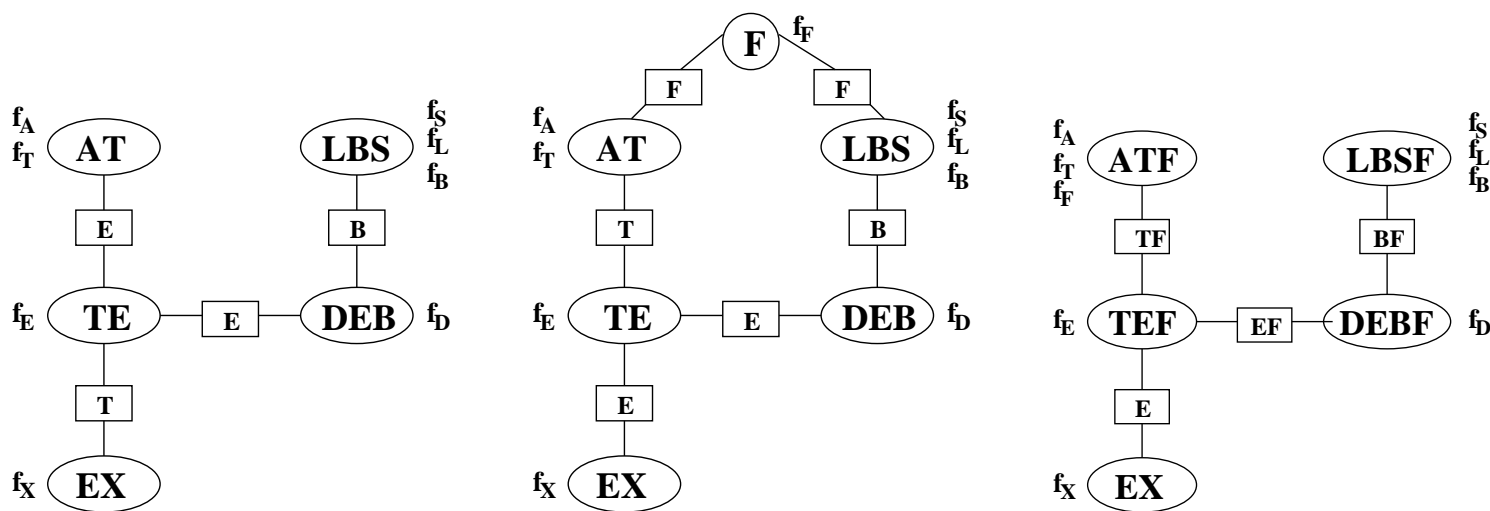 f_A
f_T
AT
LBS
f_S
f_L
f_B
E
B
f_E
TE
E
DEB
f_D
T
f_X
EX
F
f_F
F
F
f_A
f_T
AT
LBS
f_S
f_L
f_B
T
B
f_E
TE
E
DEB
f_D
E
f_X
EX
f_A
f_T
f_F
ATF
LBSF
f_S
f_L
f_B
TF
BF
f_E
TEF
EF
DEBF
f_D
E
f_X
EX